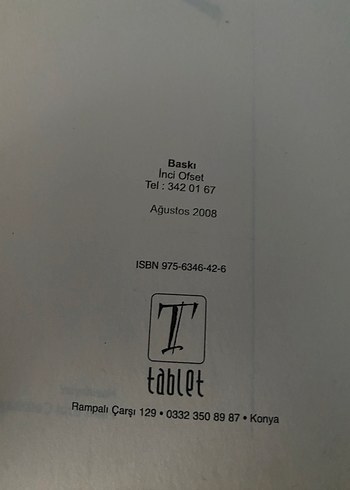 Baskı
İnci Ofset
Tel : 342 01 67
Ağustos 2008
ISBN 975-6346-42-6
T
tablet
Rampalı Çarşı 129 • 0332 350 89 87 • Konya